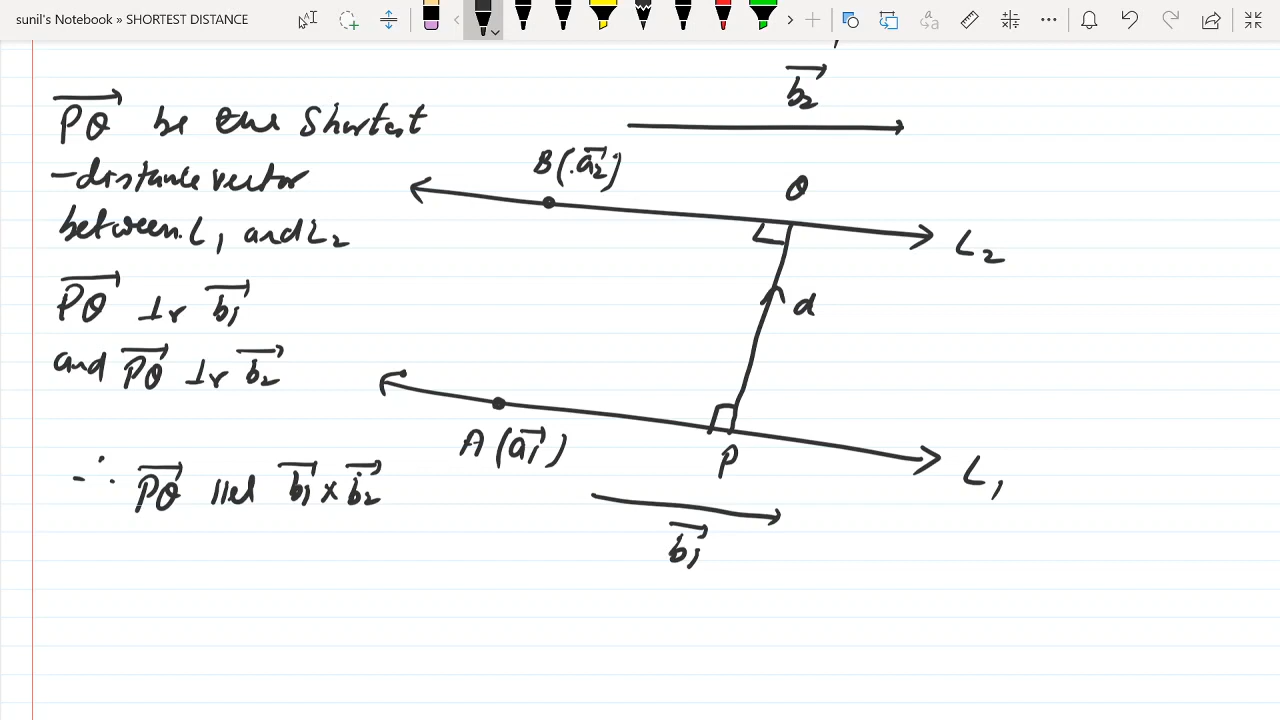 sunil's Notebook » SHORTEST DISTANCE
PQ be the shortest
-distance vector
between L1 and L2
PQ ⊥r b1
and PQ ⊥r b2
∴ PQ llel b1 × b2
b2
B(a2)
Q
L2
d
A(a1)
P
L1
b1